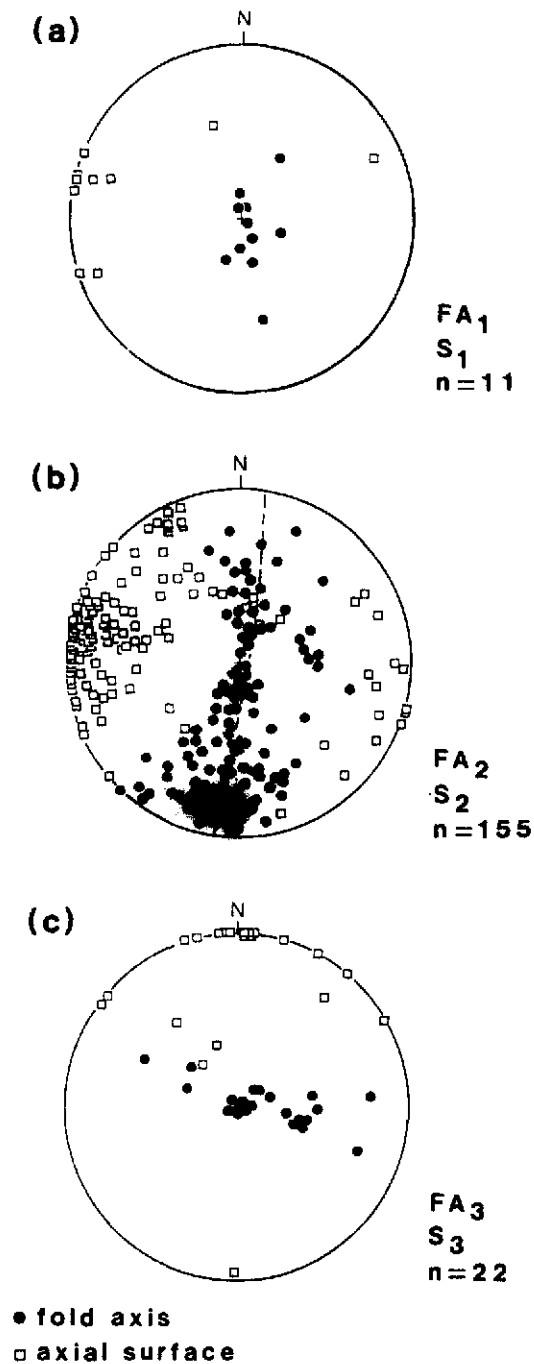 (a)
N
FA1
S1
n=11
(b)
N
FA2
S2
n=155
(c)
N
FA3
S3
n=22
● fold axis
□ axial surface